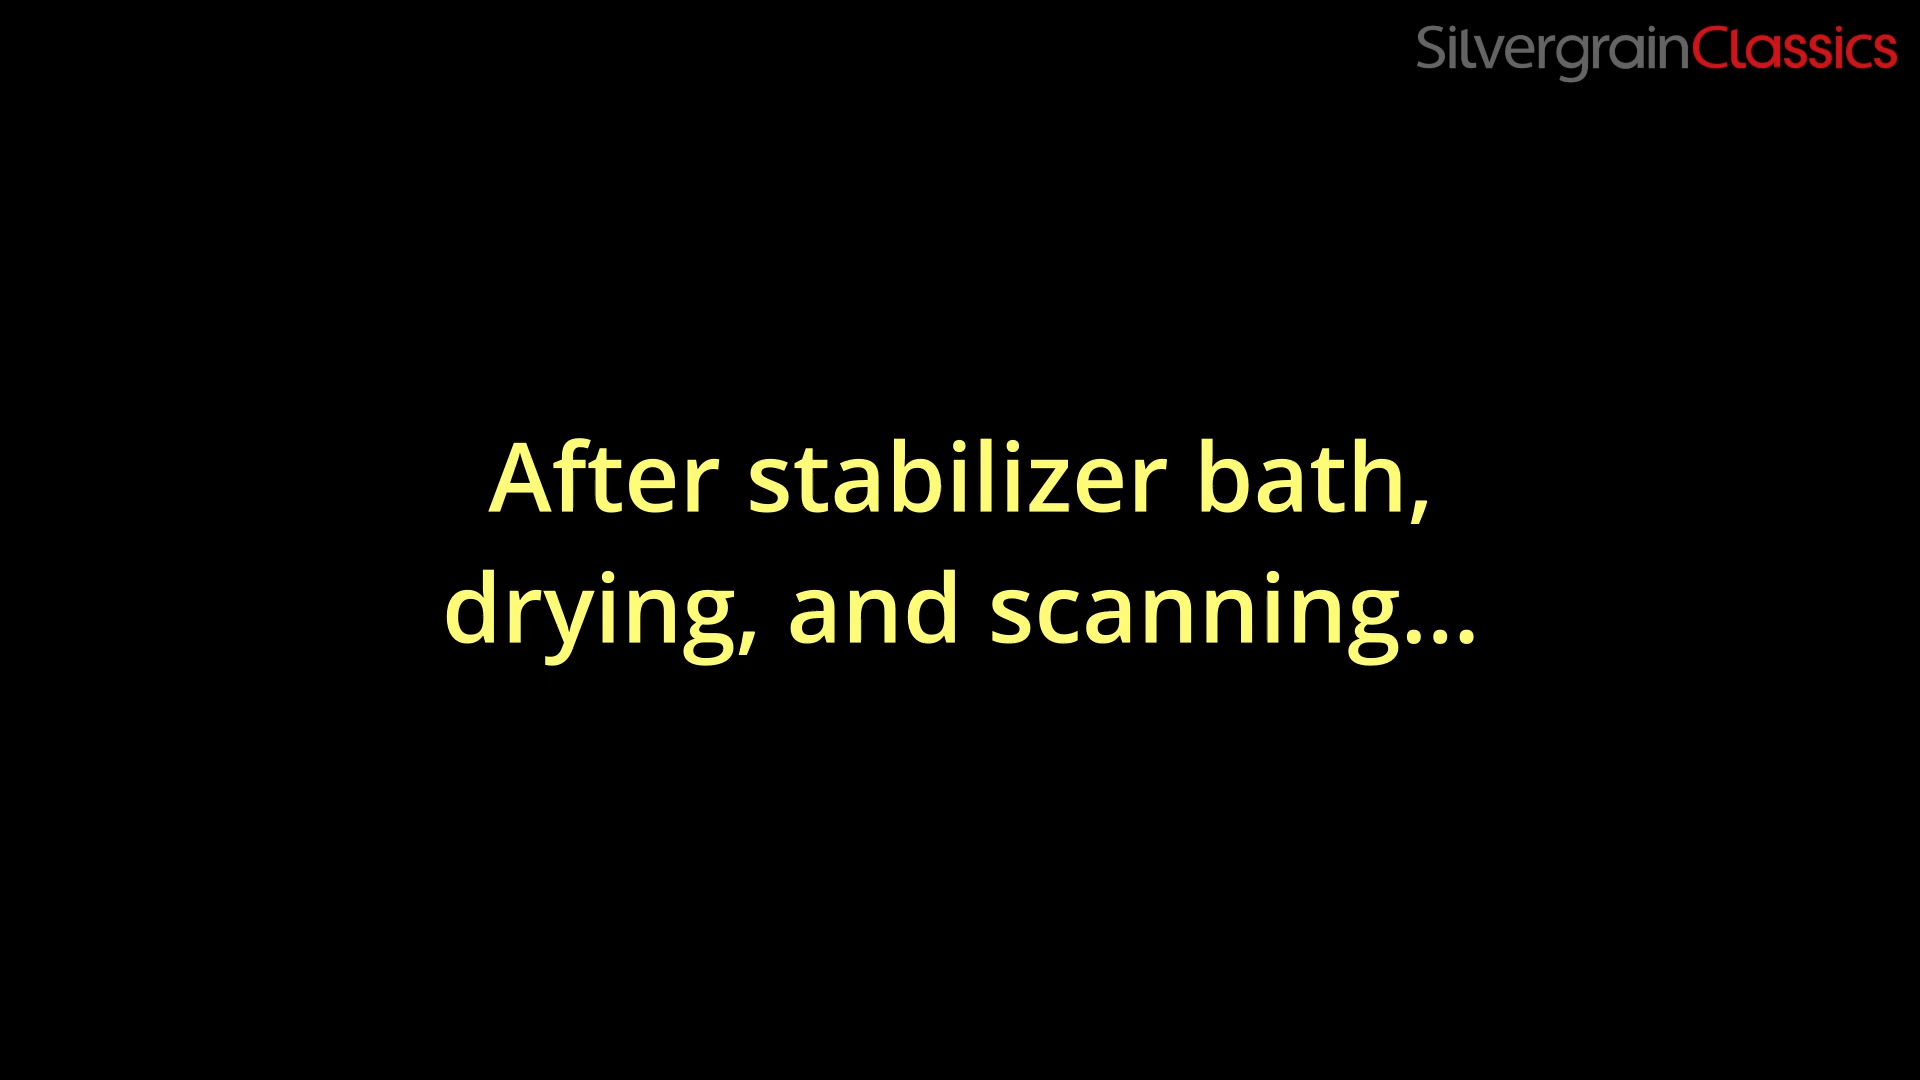 SilvergrainClassics
After stabilizer bath,
drying, and scanning...